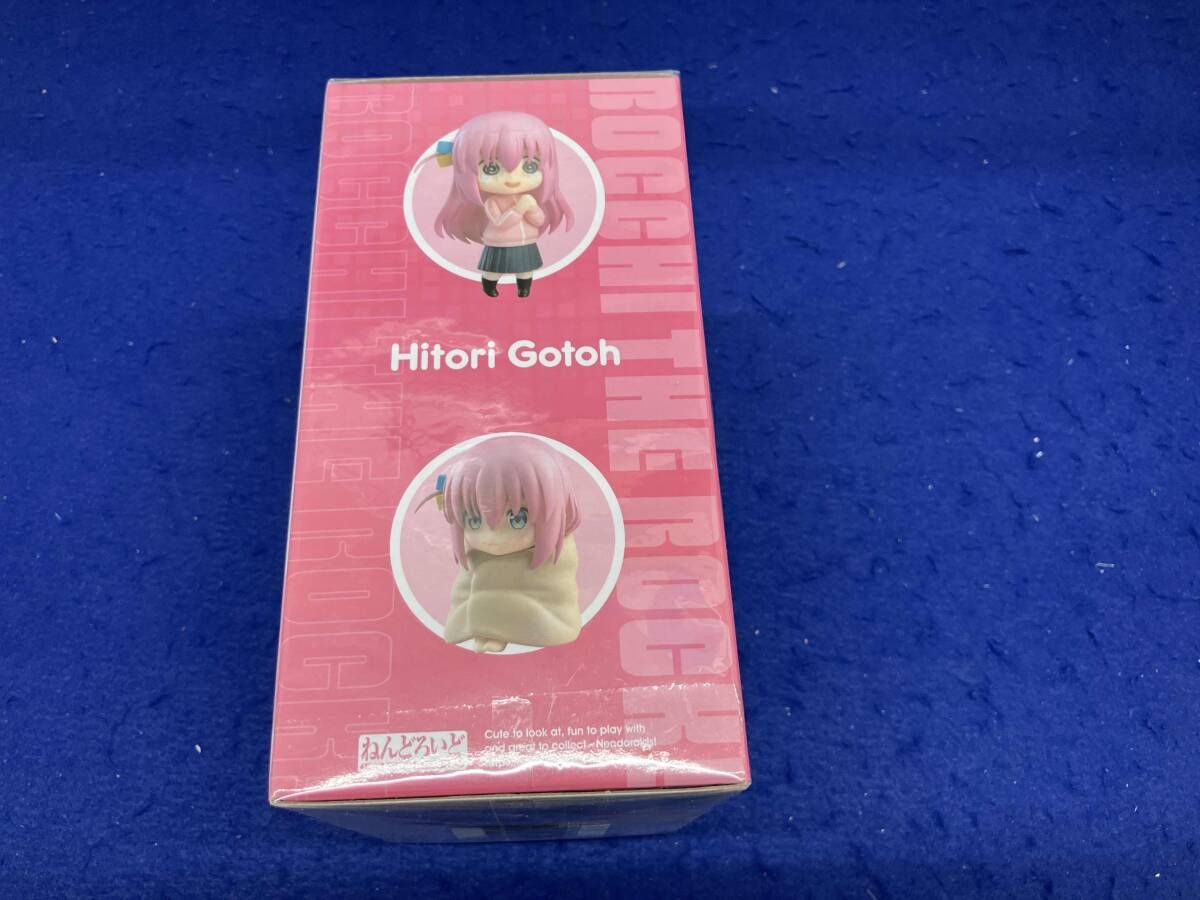 BOCCHI THE ROCK
BOCCHI THE ROCK
Hitori Gotoh
ねんどろいど
Cute to look at, fun to play with
and great to collect - Nendoroids!